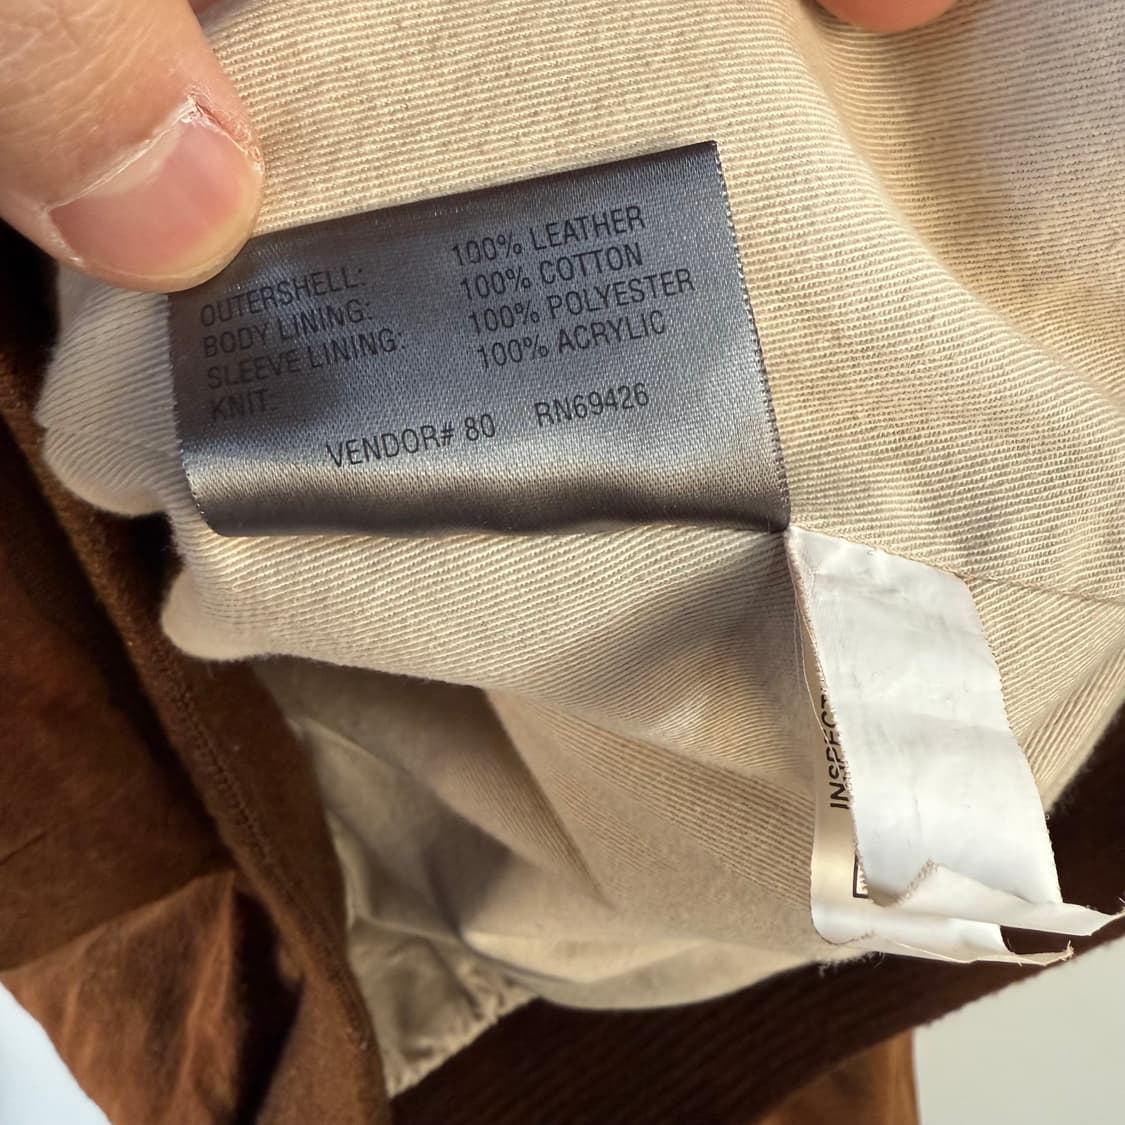 OUTERSHELL: 100% LEATHER
BODY LINING: 100% COTTON
SLEEVE LINING: 100% POLYESTER
KNIT: 100% ACRYLIC
VENDOR# 80 RN69426